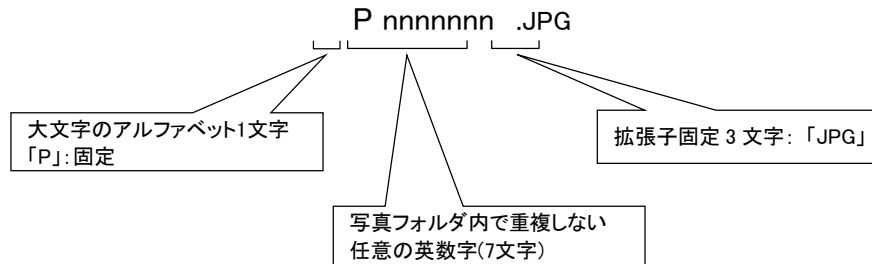 P nnnnnnn .JPG
大文字のアルファベット1文字
「P」：固定
拡張子固定 3 文字： 「JPG」
写真フォルダ内で重複しない
任意の英数字(7文字)